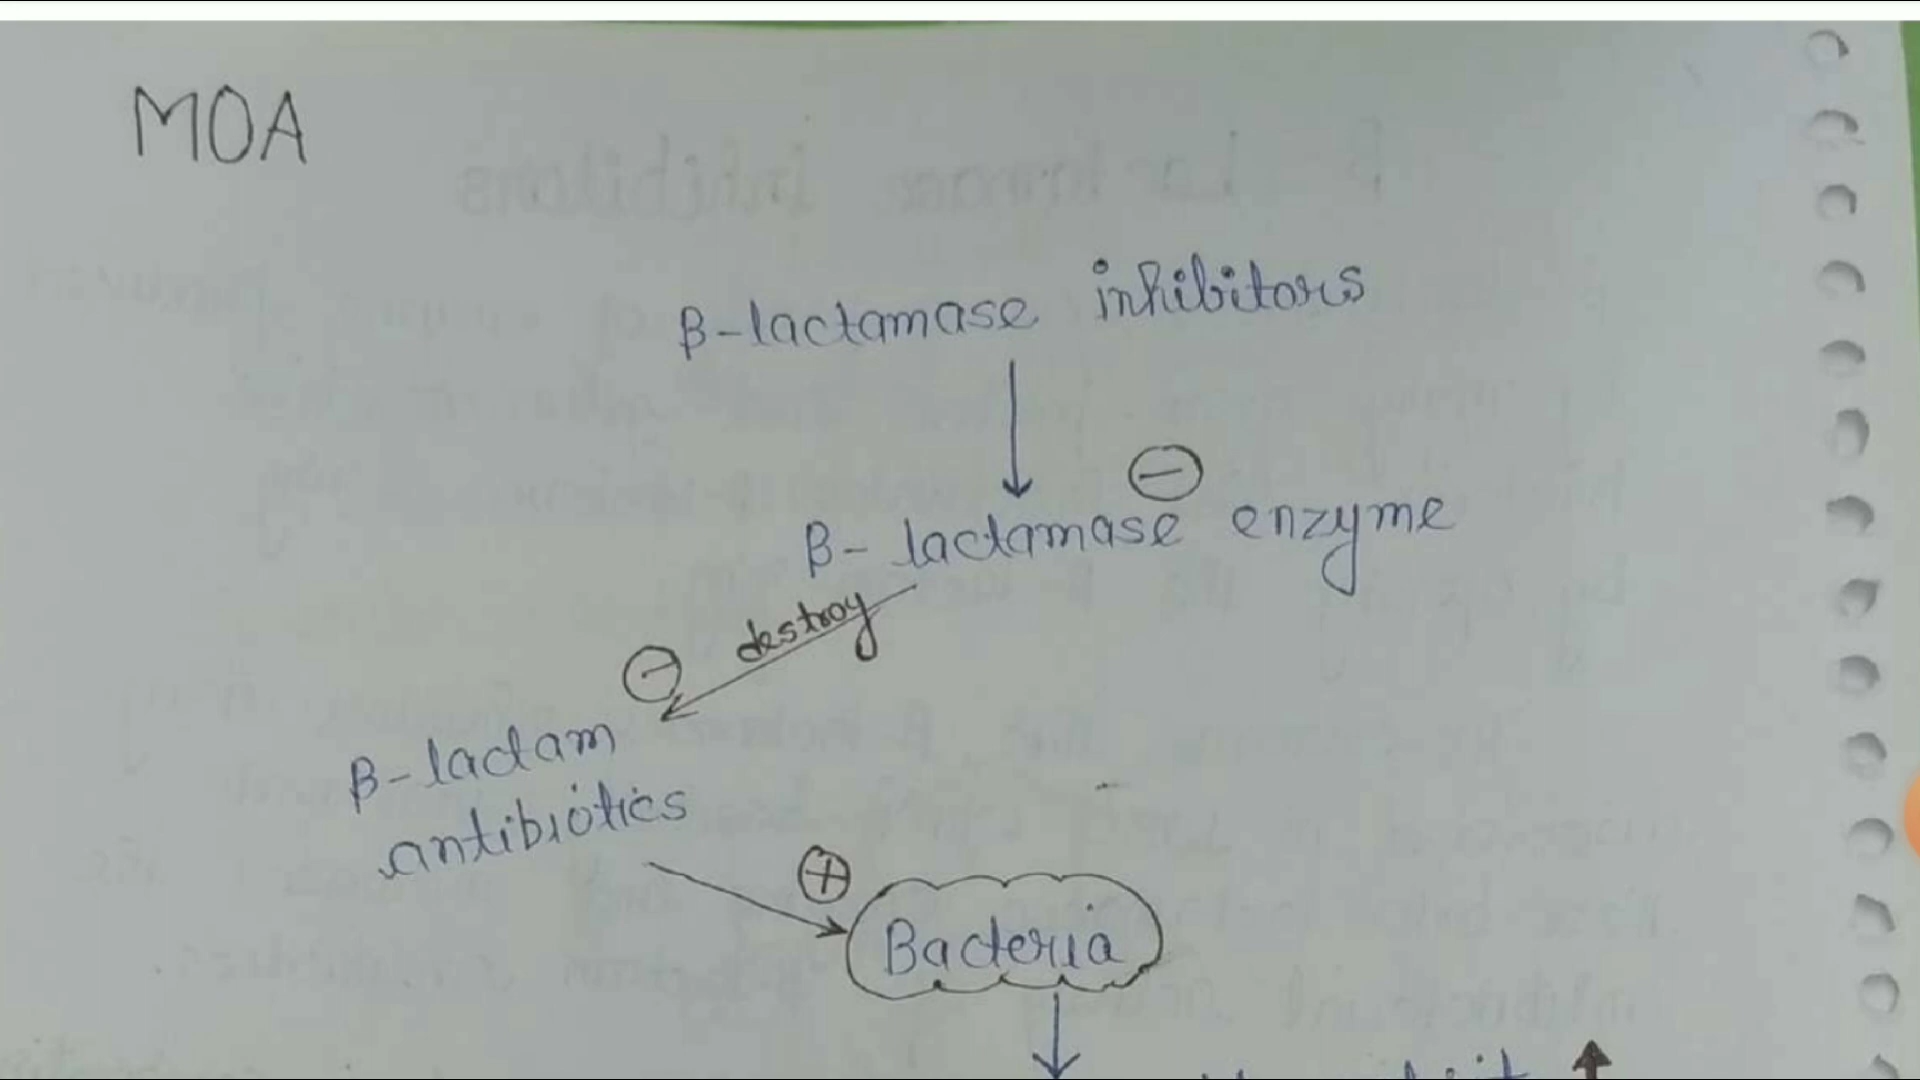 MOA
β-lactamase inhibitors
⊖
β-lactamase enzyme
destroy
⊖
β-lactam
antibiotics
⊕
Bacteria